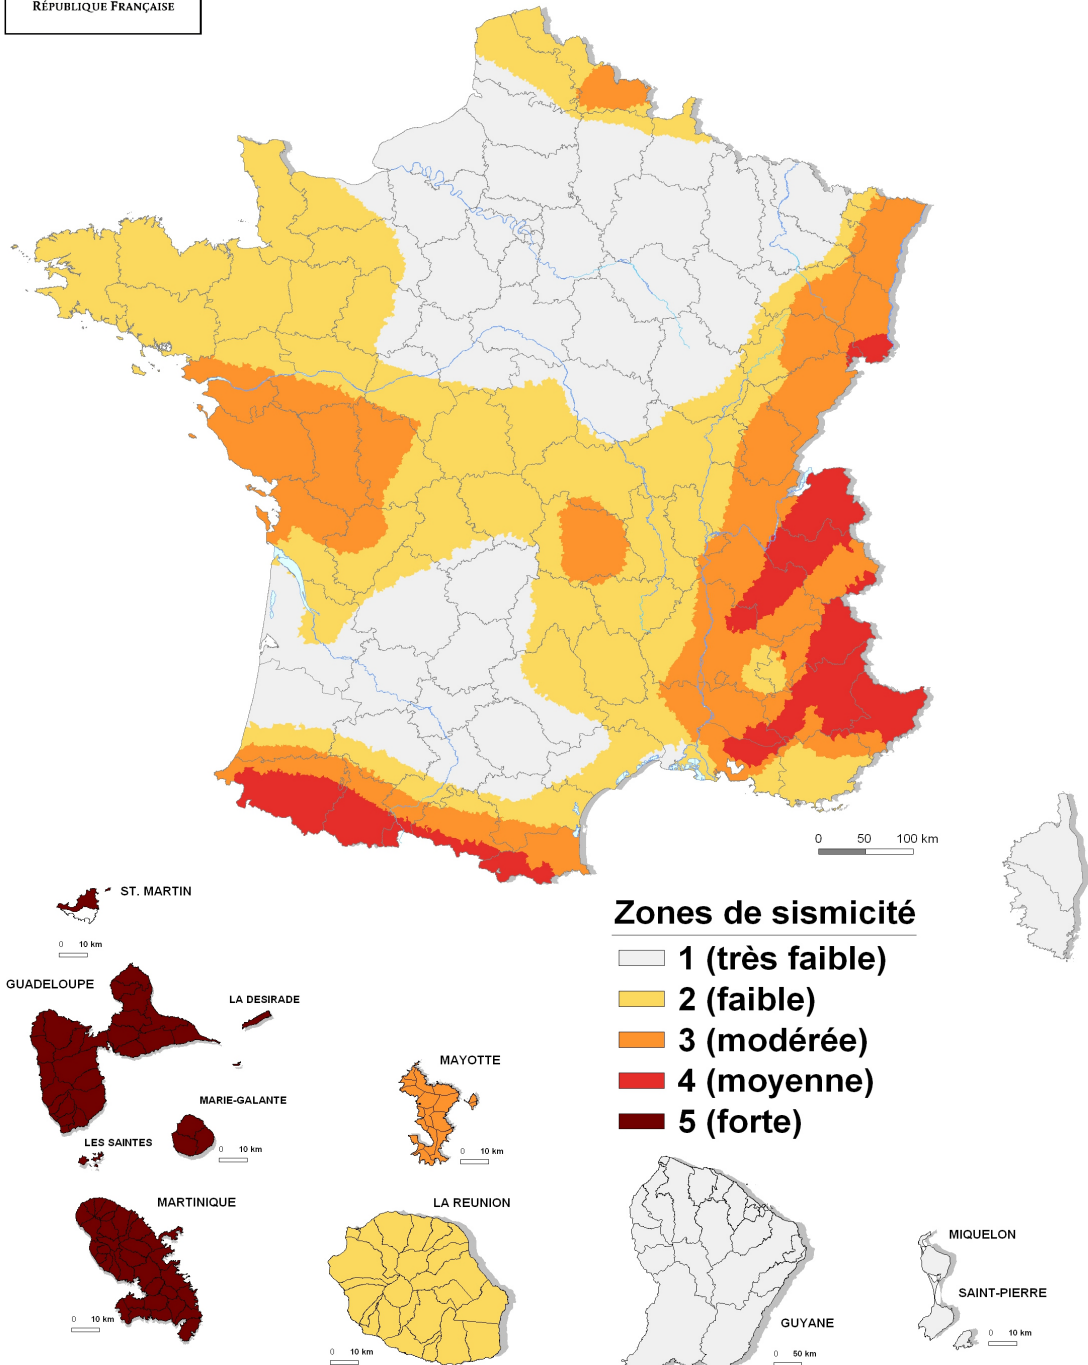 RÉPUBLIQUE FRANÇAISE
0 50 100 km
ST. MARTIN
0 10 km
GUADELOUPE
LA DESIRADE
MARIE-GALANTE
0 10 km
LES SAINTES
MAYOTTE
0 10 km
Zones de sismicité
1 (très faible)
2 (faible)
3 (modérée)
4 (moyenne)
5 (forte)
MARTINIQUE
0 10 km
LA REUNION
0 10 km
GUYANE
0 50 km
MIQUELON
SAINT-PIERRE
0 10 km